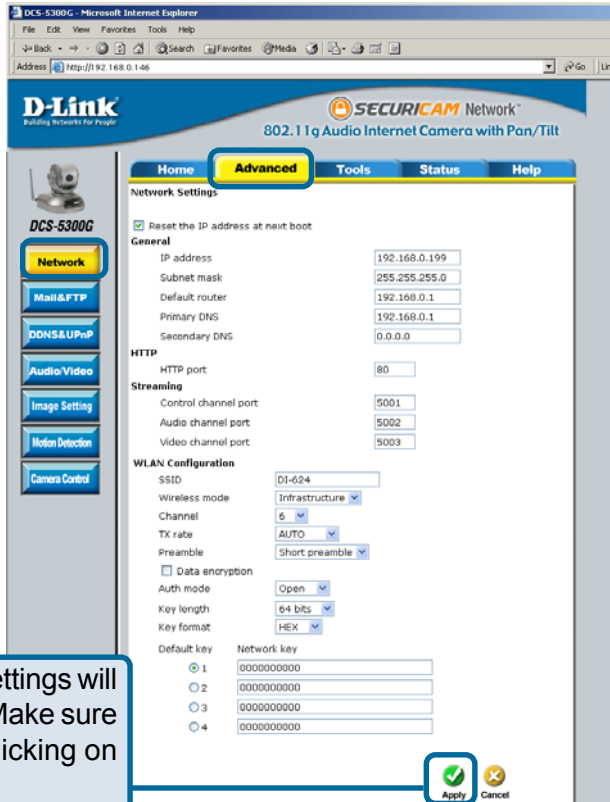 DCS-5300G - Microsoft Internet Explorer
File Edit View Favorites Tools Help
Back Search Favorites Media
Address http://192.168.0.146 Go
D-Link
Building Networks for People
SECURICAM Network™
802.11g Audio Internet Camera with Pan/Tilt
Home Advanced Tools Status Help
DCS-5300G
Network
Mail&FTP
DDNS&UPnP
Audio/Video
Image Setting
Motion Detection
Camera Control
Network Settings
Reset the IP address at next boot
General
IP address 192.168.0.199
Subnet mask 255.255.255.0
Default router 192.168.0.1
Primary DNS 192.168.0.1
Secondary DNS 0.0.0.0
HTTP
HTTP port 80
Streaming
Control channel port 5001
Audio channel port 5002
Video channel port 5003
WLAN Configuration
SSID DI-624
Wireless mode Infrastructure
Channel 6
TX rate AUTO
Preamble Short preamble
Data encryption
Auth mode Open
Key length 64 bits
Key format HEX
Default key Network key
1 0000000000
2 0000000000
3 0000000000
4 0000000000
ettings will
Make sure
licking on
Apply Cancel